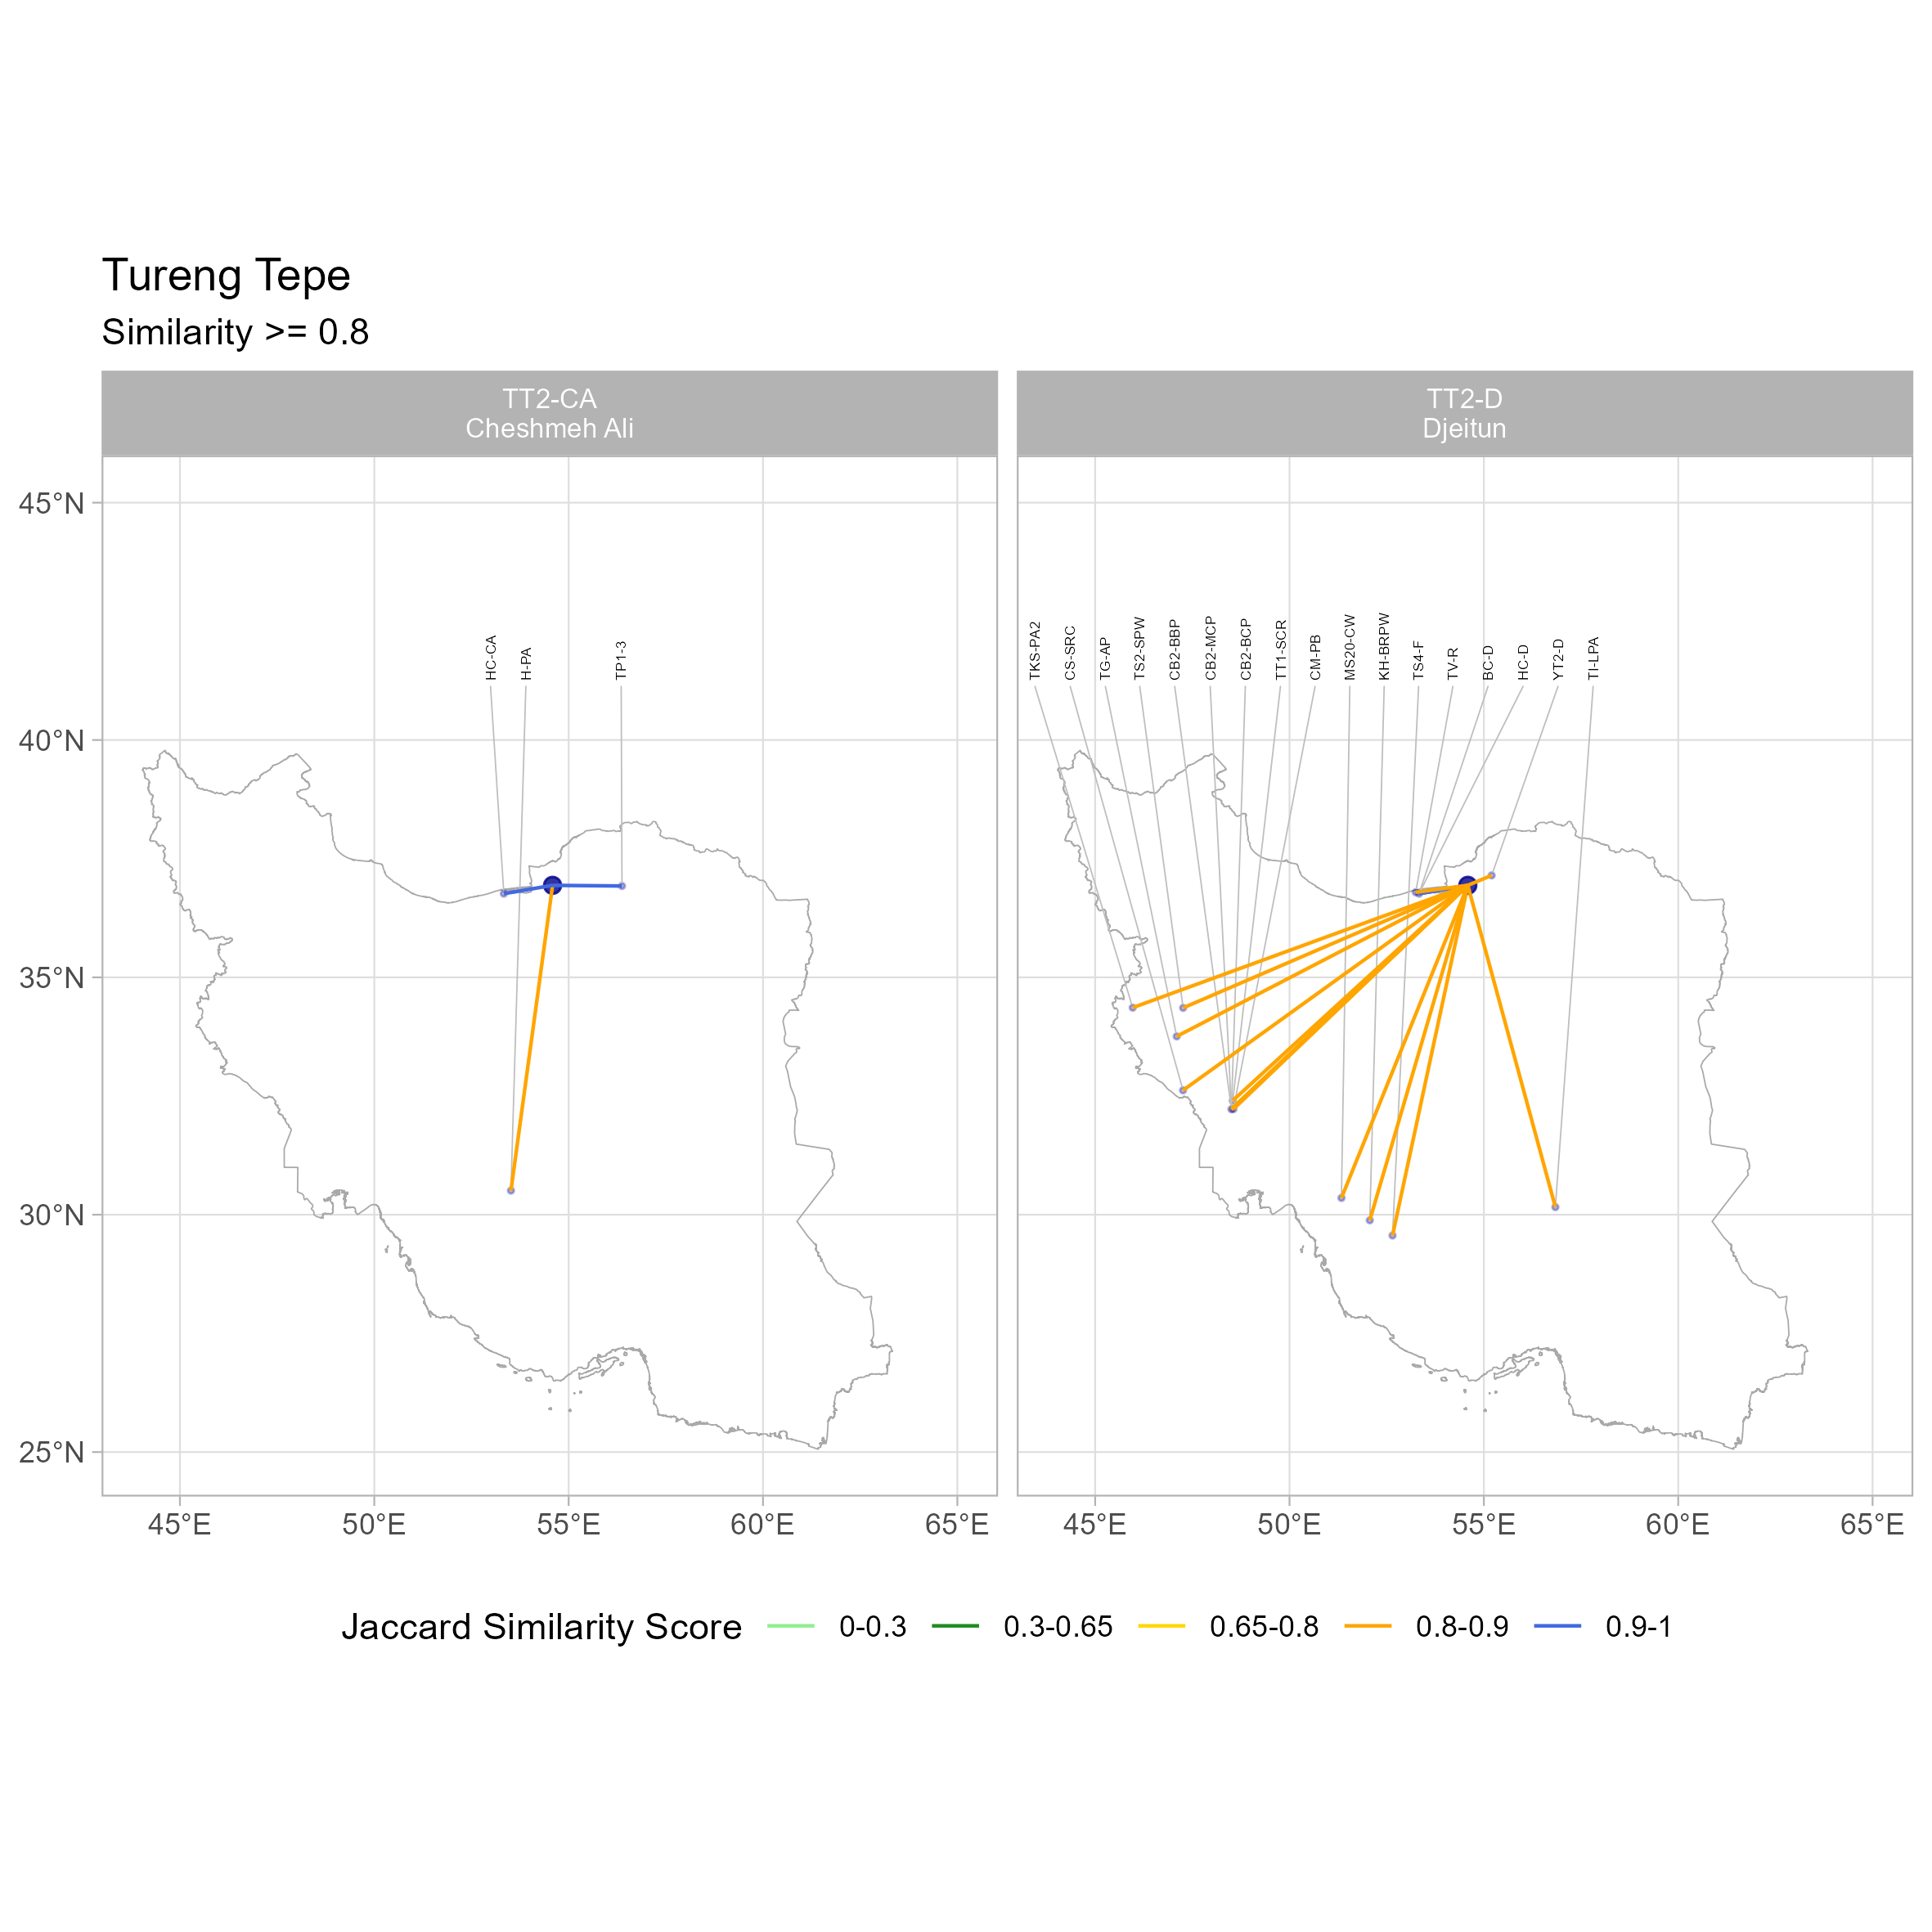 Tureng Tepe
Similarity >= 0.8
TT2-CA
Cheshmeh Ali
TT2-D
Djeitun
HC-CA
H-PA
TP1-3
TKS-PA2
CS-SRC
TG-AP
TS2-SPW
CB2-BBP
CB2-MCP
CB2-BCP
TT1-SCR
CM-PB
MS20-CW
KH-BRPW
TS4-F
TV-R
BC-D
HC-D
YT2-D
TI-LPA
45°N
40°N
35°N
30°N
25°N
45°E 50°E 55°E 60°E 65°E
45°E 50°E 55°E 60°E 65°E
Jaccard Similarity Score 0-0.3 0.3-0.65 0.65-0.8 0.8-0.9 0.9-1